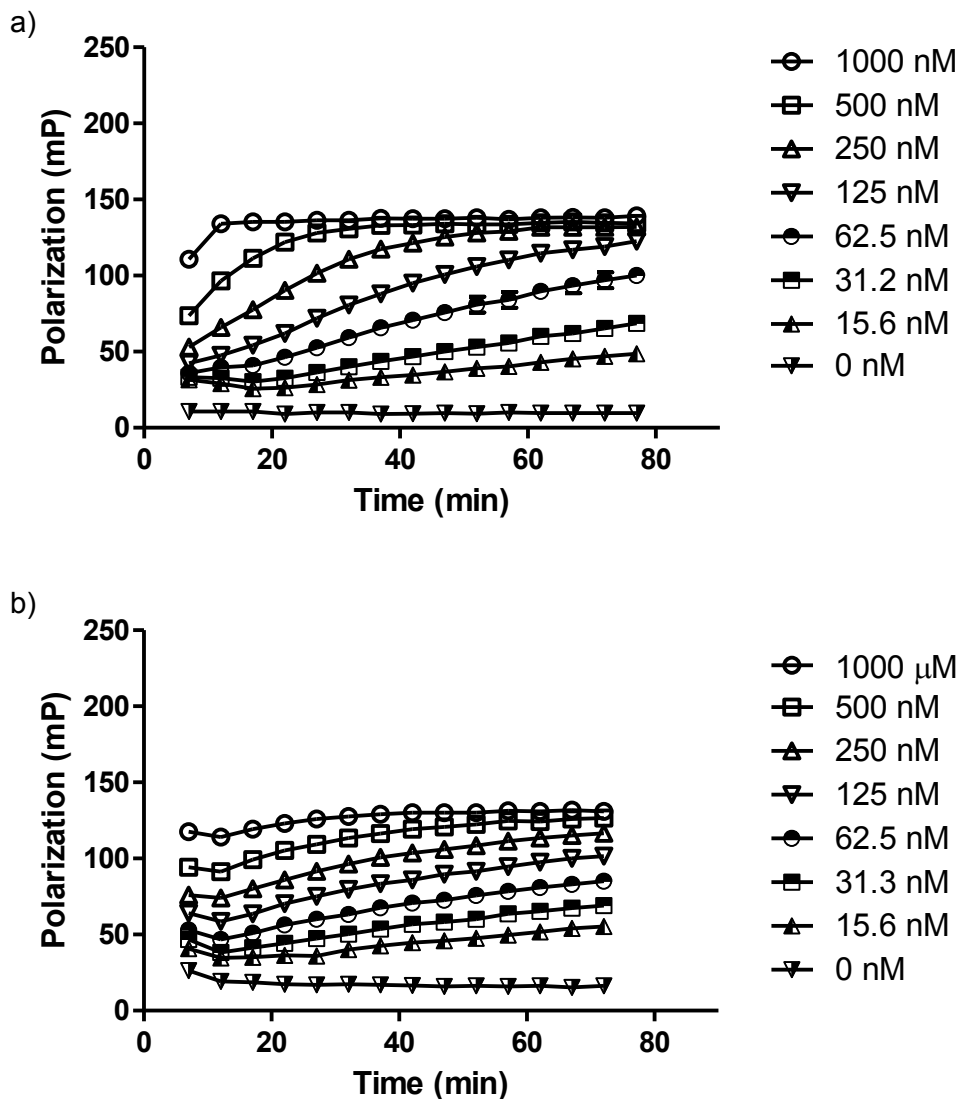 a)
250
200
150
100
50
0
Polarization (mP)
0 20 40 60 80
Time (min)
1000 nM
500 nM
250 nM
125 nM
62.5 nM
31.2 nM
15.6 nM
0 nM
b)
250
200
150
100
50
0
Polarization (mP)
0 20 40 60 80
Time (min)
1000 μM
500 nM
250 nM
125 nM
62.5 nM
31.3 nM
15.6 nM
0 nM